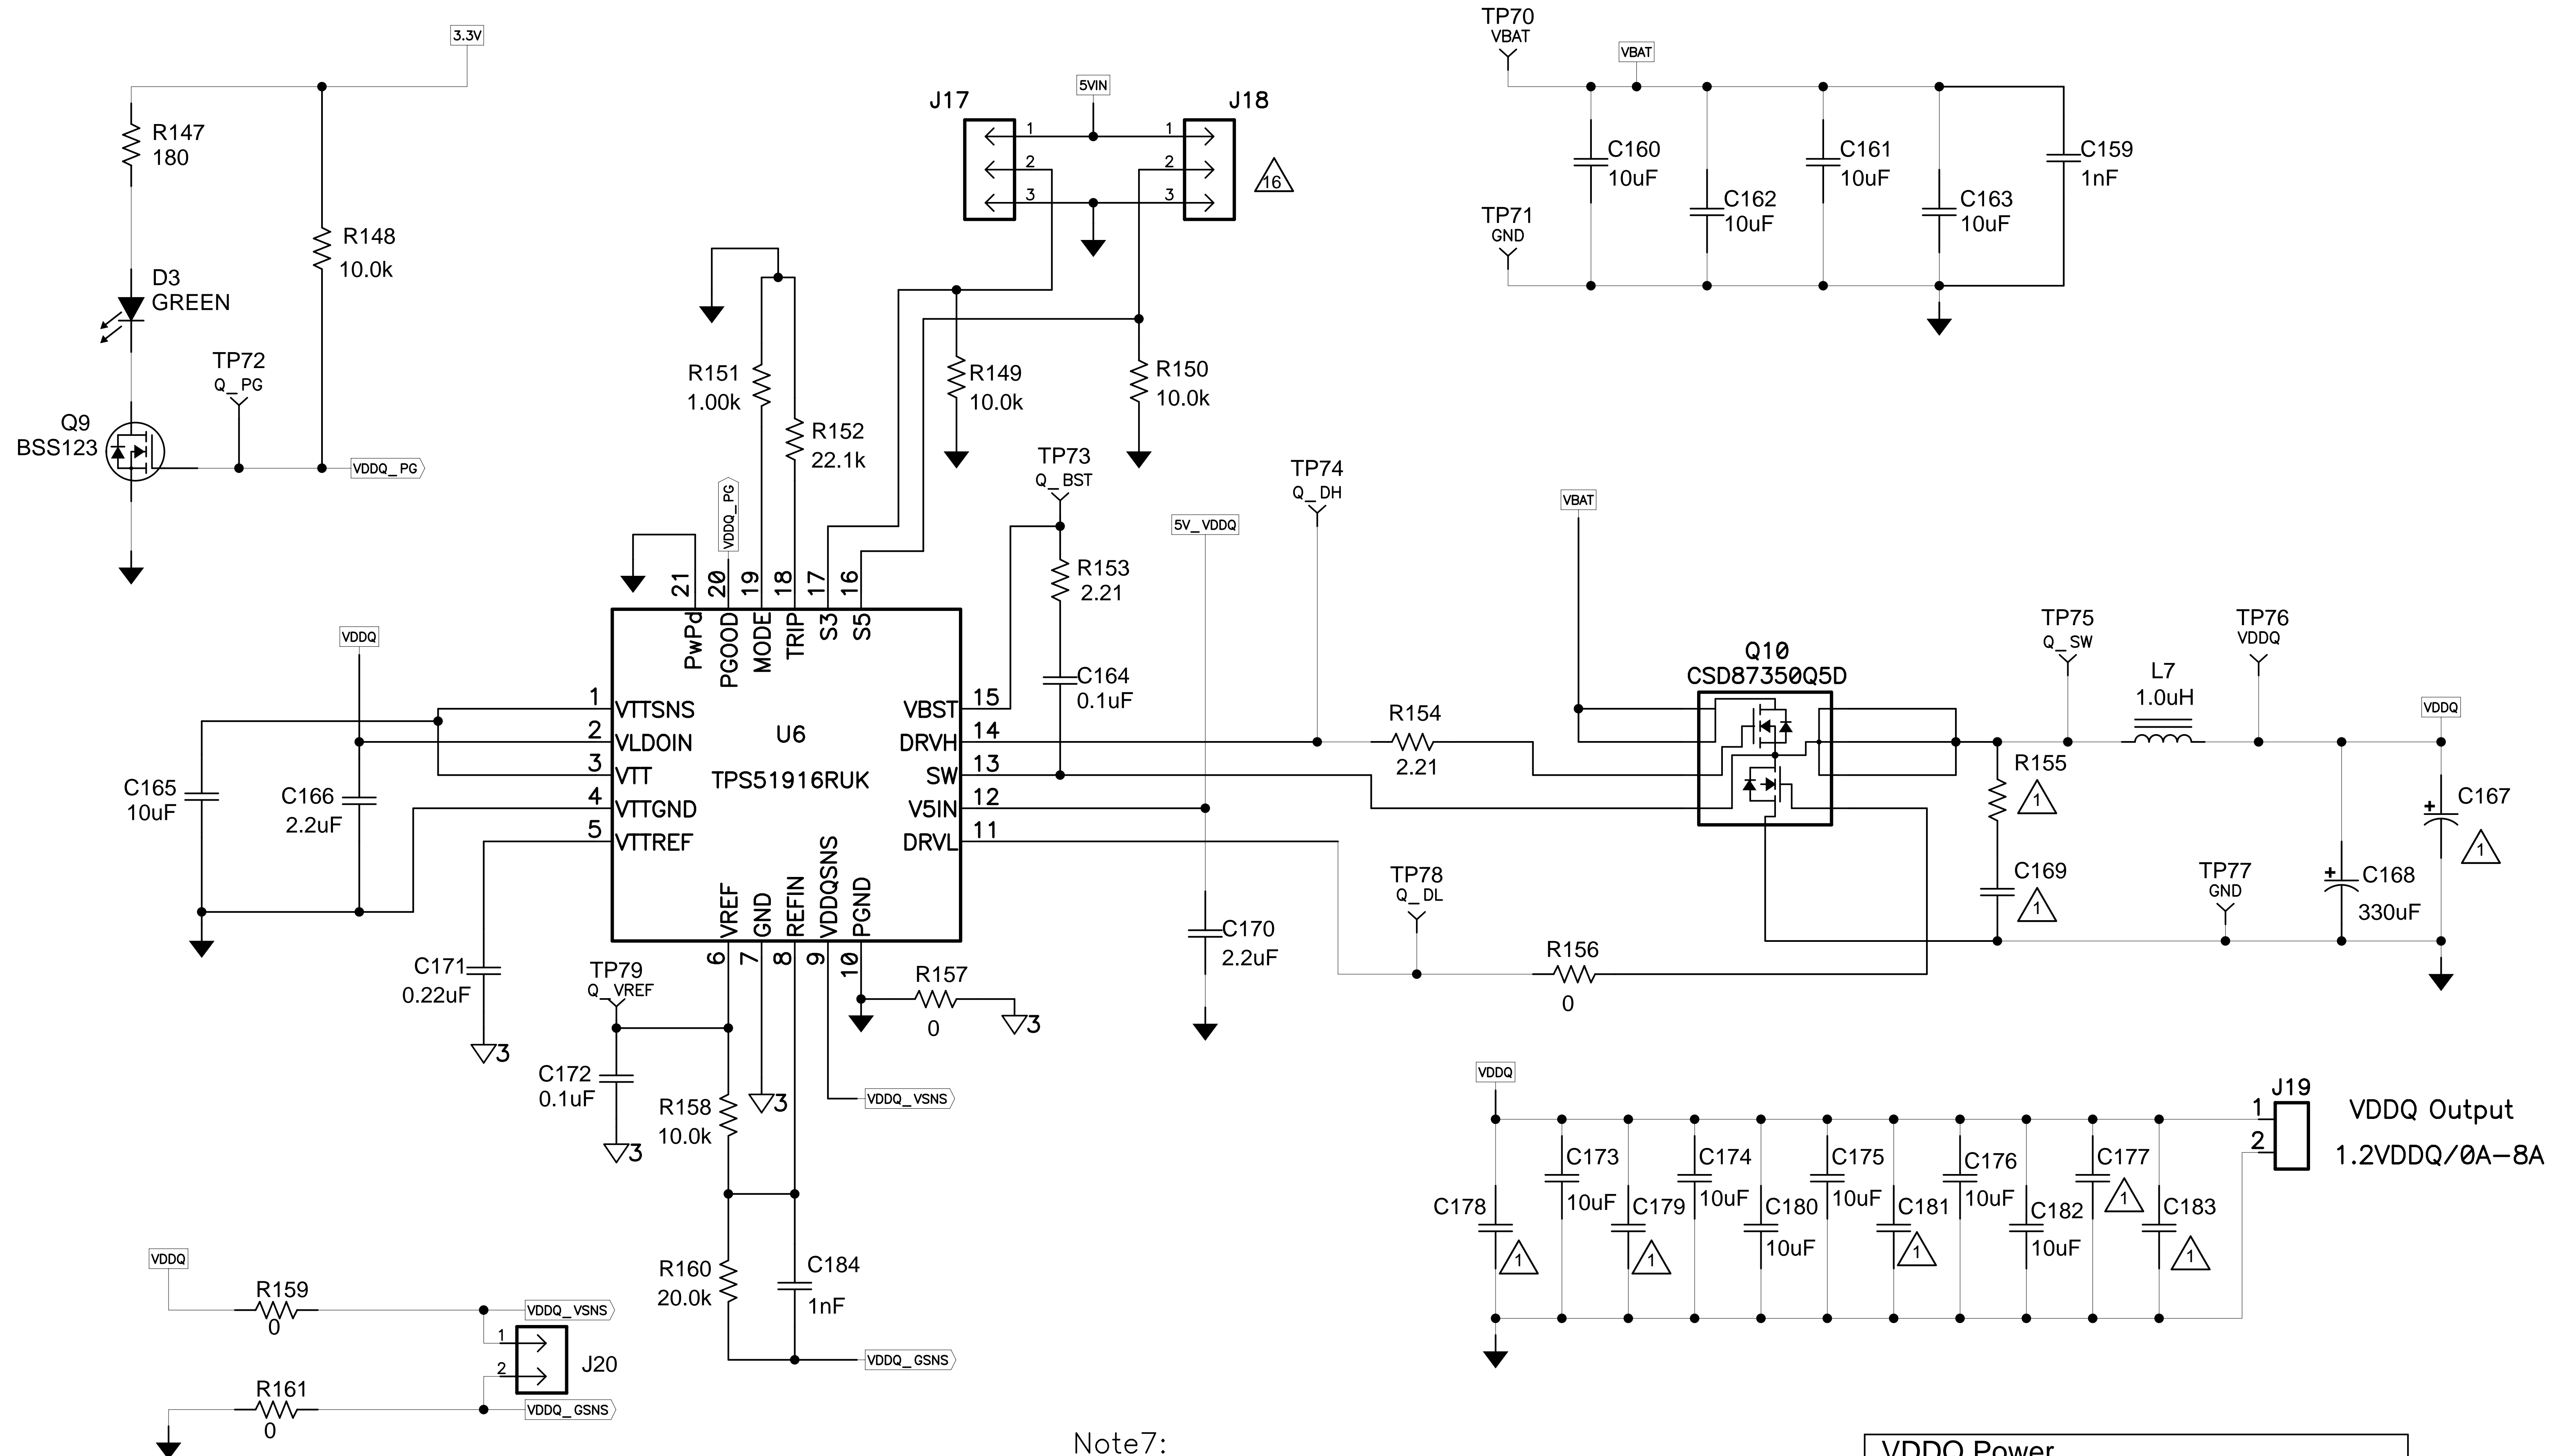 3.3V
R147
180
R148
10.0k
D3
GREEN
TP72
Q_PG
Q9
BSS123
VDDQ_PG
J17
5VIN
J18
1
2
3
1
2
3
16
TP70
VBAT
VBAT
C160
10uF
C162
10uF
C161
10uF
C163
10uF
C159
1nF
TP71
GND
R151
1.00k
R152
22.1k
R149
10.0k
R150
10.0k
VDDQ_PG
TP73
Q_BST
R153
2.21
C164
0.1uF
5V_VDDQ
TP74
Q_DH
VBAT
21
20
19
18
17
16
PwPd
PGOOD
MODE
TRIP
S3
S5
VDDQ
1
VTTSNS
2
VLDOIN
3
VTT
4
VTTGND
5
VTTREF
U6
TPS51916RUK
VBST
15
DRVH
14
SW
13
V5IN
12
DRVL
11
VREF
GND
REFIN
VDDQSNS
PGND
6
7
8
9
10
C165
10uF
C166
2.2uF
C171
0.22uF
3
TP79
Q_VREF
C172
0.1uF
3
R158
10.0k
3
R157
0
3
VDDQ_VSNS
C170
2.2uF
R154
2.21
Q10
CSD87350Q5D
TP75
Q_SW
L7
1.0uH
TP76
VDDQ
VDDQ
R155
1
C169
1
TP77
GND
C168
330uF
C167
1
TP78
Q_DL
R156
0
R160
20.0k
C184
1nF
VDDQ_GSNS
VDDQ
R159
0
VDDQ_VSNS
1
2
J20
R161
0
VDDQ_GSNS
VDDQ
C178
1
C173
10uF
C179
1
C174
10uF
C180
10uF
C175
10uF
C181
1
C176
10uF
C182
10uF
C177
1
C183
1
J19
1
2
VDDQ Output
1.2VDDQ/0A-8A
Note7:
VDDQ Power